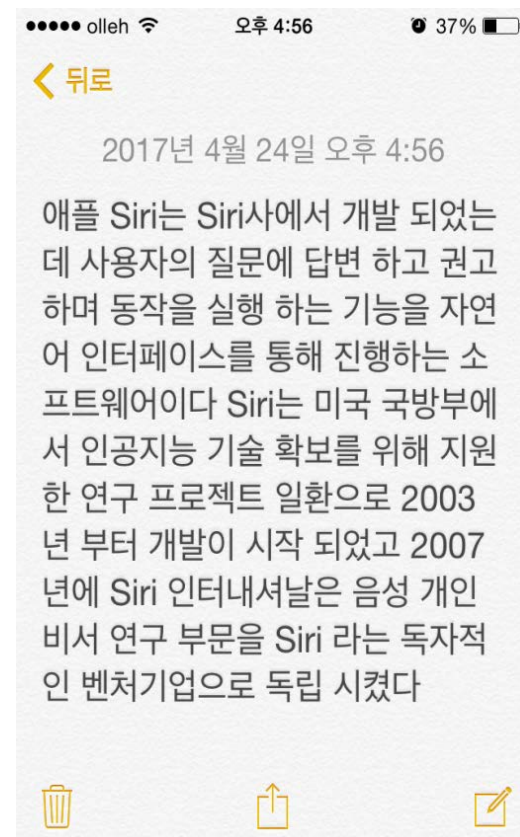 olleh 오후 4:56 37%
뒤로
2017년 4월 24일 오후 4:56
애플 Siri는 Siri사에서 개발 되었는
데 사용자의 질문에 답변 하고 권고
하며 동작을 실행 하는 기능을 자연
어 인터페이스를 통해 진행하는 소
프트웨어이다 Siri는 미국 국방부에
서 인공지능 기술 확보를 위해 지원
한 연구 프로젝트 일환으로 2003
년 부터 개발이 시작 되었고 2007
년에 Siri 인터내셔날은 음성 개인
비서 연구 부문을 Siri 라는 독자적
인 벤처기업으로 독립 시켰다